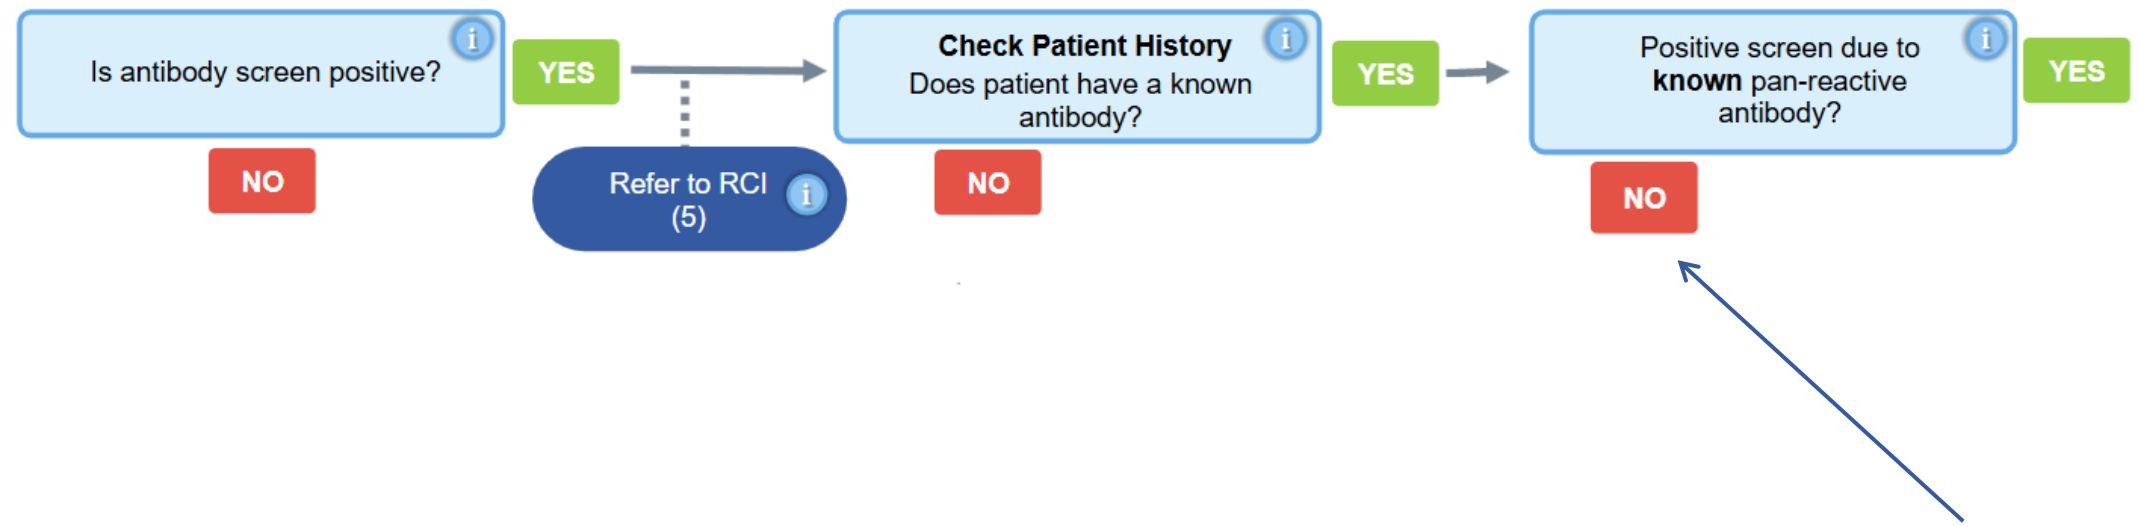 Is antibody screen positive?
i
YES
NO
Refer to RCI
(5)
i
Check Patient History
Does patient have a known
antibody?
i
YES
NO
Positive screen due to
known pan-reactive
antibody?
i
YES
NO